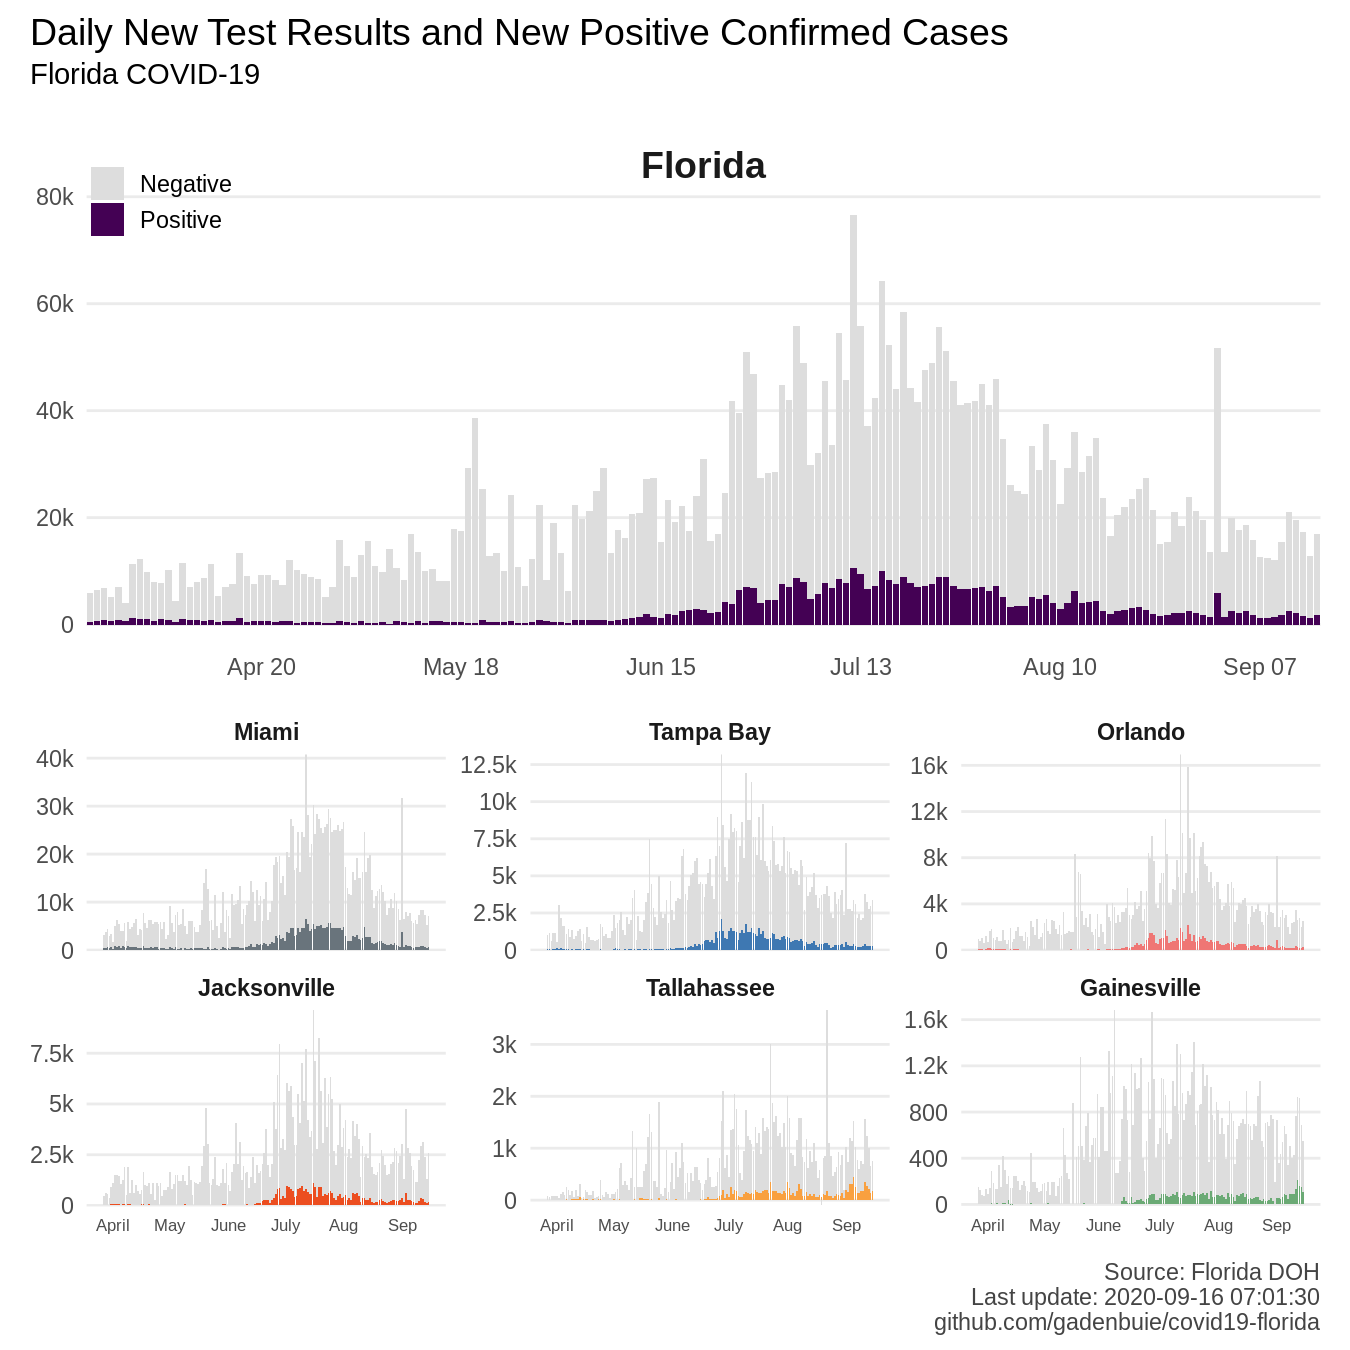 Daily New Test Results and New Positive Confirmed Cases
Florida COVID-19
Florida
Negative
Positive
80k
60k
40k
20k
0
Apr 20 May 18 Jun 15 Jul 13 Aug 10 Sep 07
Miami
40k
30k
20k
10k
0
Tampa Bay
12.5k
10k
7.5k
5k
2.5k
0
Orlando
16k
12k
8k
4k
0
Jacksonville
7.5k
5k
2.5k
0
April May June July Aug Sep
Tallahassee
3k
2k
1k
0
April May June July Aug Sep
Gainesville
1.6k
1.2k
800
400
0
April May June July Aug Sep
Source: Florida DOH
Last update: 2020-09-16 07:01:30
github.com/gadenbuie/covid19-florida